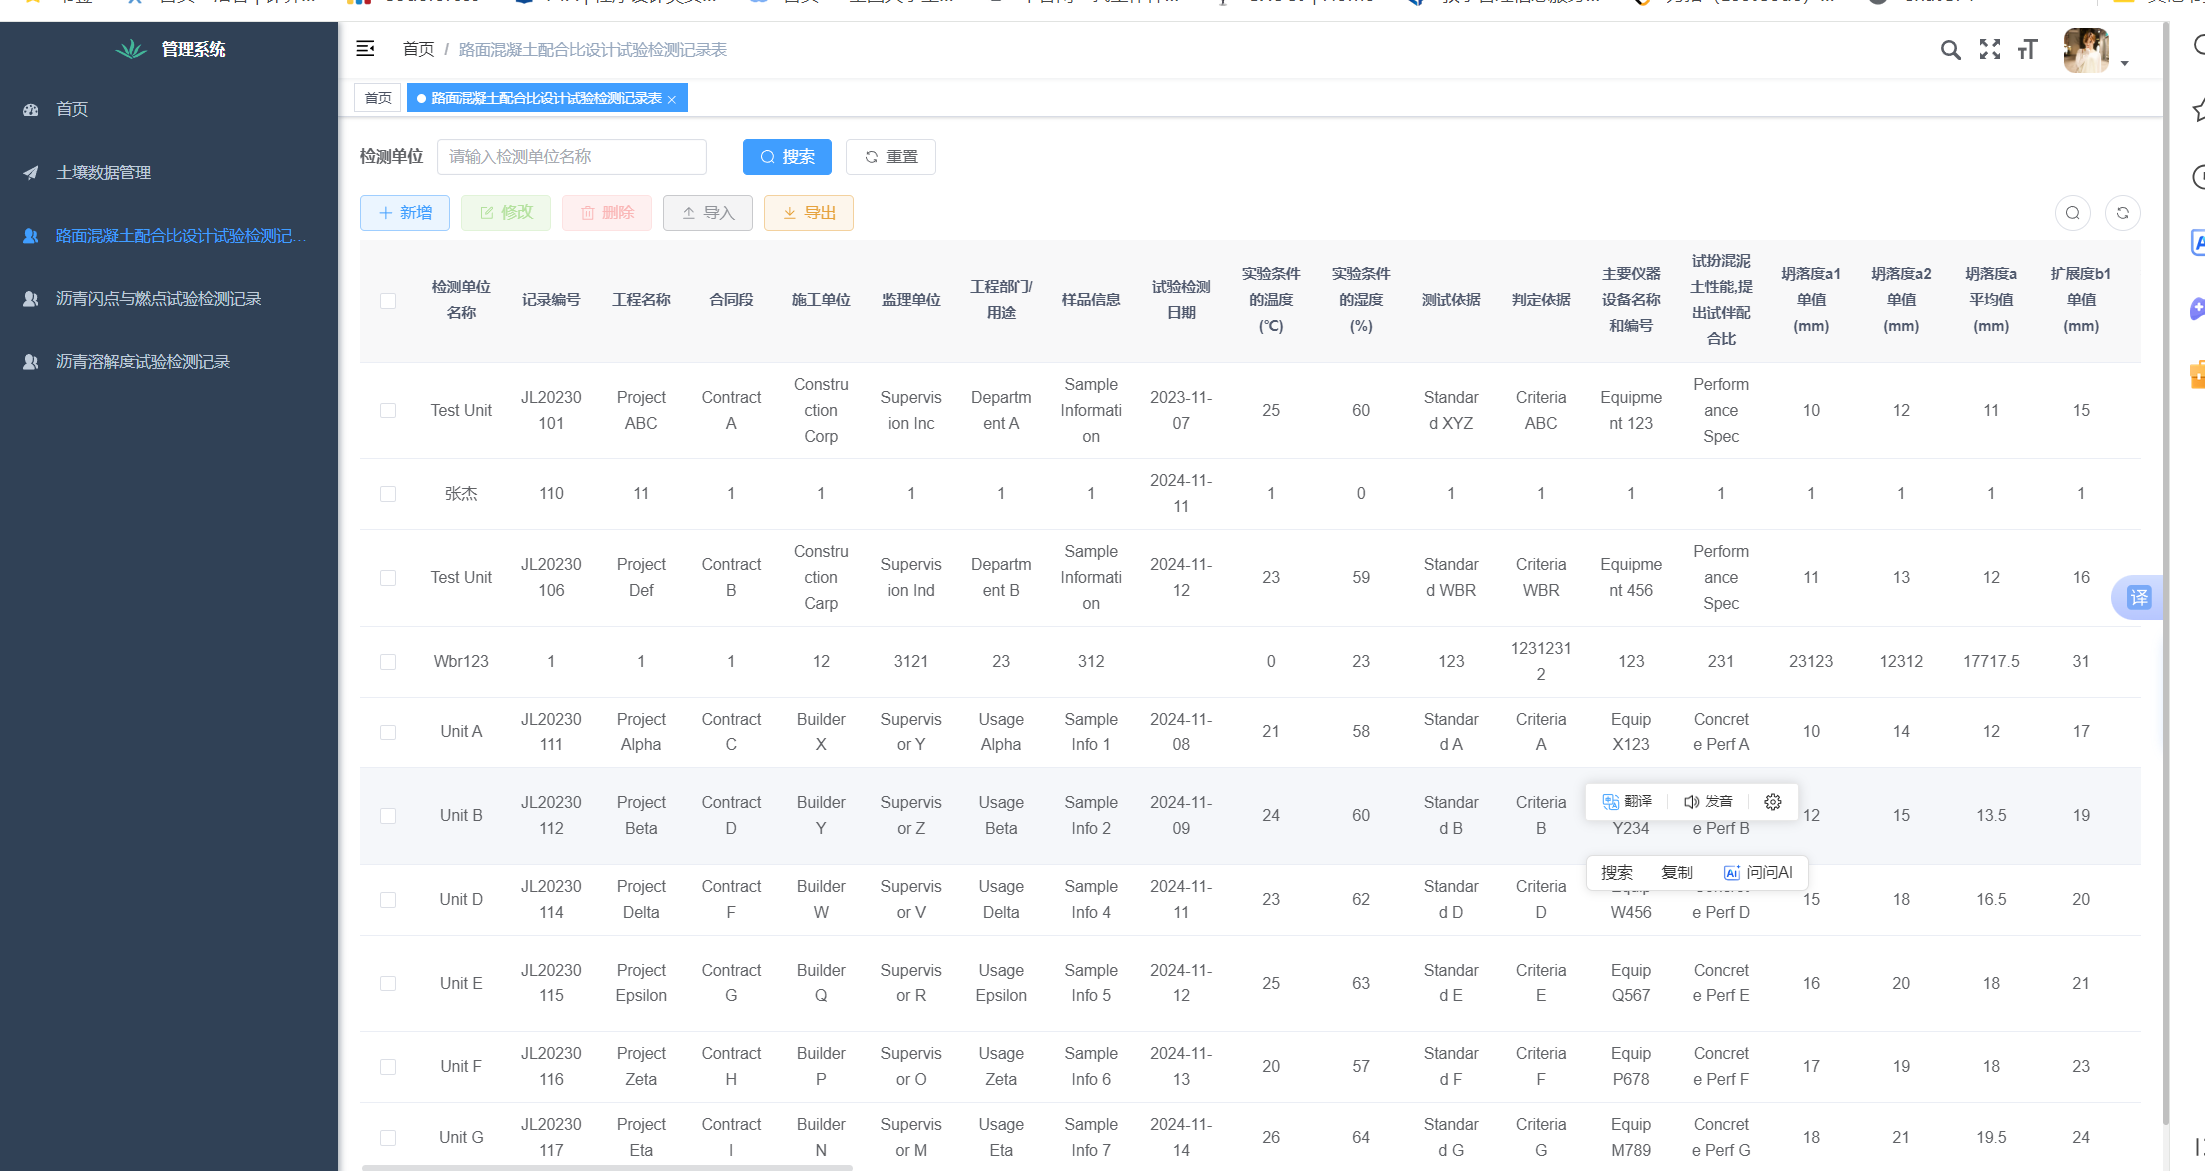 管理系统
首页
土壤数据管理
路面混凝土配合比设计试验检测记...
沥青闪点与燃点试验检测记录
沥青溶解度试验检测记录
首页 / 路面混凝土配合比设计试验检测记录表
首页
路面混凝土配合比设计试验检测记录表 ×
检测单位 请输入检测单位名称 搜索 重置
新增 修改 删除 导入 导出
检测单位名称 记录编号 工程名称 合同段 施工单位 监理单位 工程部门/用途 样品信息 试验检测日期 实验条件的温度(℃) 实验条件的湿度(%) 测试依据 判定依据 主要仪器设备名称和编号 试扮混泥土性能,提出试伴配合比 坍落度a1单值(mm) 坍落度a2单值(mm) 坍落度a平均值(mm) 扩展度b1单值(mm)
Test Unit JL20230101 Project ABC Contract A Construction Corp Supervision Inc Department A Sample Information 2023-11-07 25 60 Standard XYZ Criteria ABC Equipment 123 Performance Spec 10 12 11 15
张杰 110 11 1 1 1 1 1 2024-11-11 1 0 1 1 1 1 1 1 1 1
Test Unit JL20230106 Project Def Contract B Construction Carp Supervision Ind Department B Sample Information 2024-11-12 23 59 Standard WBR Criteria WBR Equipment 456 Performance Spec 11 13 12 16
Wbr123 1 1 1 12 3121 23 312 0 23 123 12312312 123 231 23123 12312 17717.5 31
Unit A JL20230111 Project Alpha Contract C Builder X Supervisor Y Usage Alpha Sample Info 1 2024-11-08 21 58 Standard A Criteria A Equip X123 Concrete Perf A 10 14 12 17
Unit B JL20230112 Project Beta Contract D Builder Y Supervisor Z Usage Beta Sample Info 2 2024-11-09 24 60 Standard B Criteria B Y234 e Perf B 12 15 13.5 19
翻译 发音
搜索 复制 问问AI
Unit D JL20230114 Project Delta Contract F Builder W Supervisor V Usage Delta Sample Info 4 2024-11-11 23 62 Standard D Criteria D Equip W456 Concrete Perf D 15 18 16.5 20
Unit E JL20230115 Project Epsilon Contract G Builder Q Supervisor R Usage Epsilon Sample Info 5 2024-11-12 25 63 Standard E Criteria E Equip Q567 Concrete Perf E 16 20 18 21
Unit F JL20230116 Project Zeta Contract H Builder P Supervisor O Usage Zeta Sample Info 6 2024-11-13 20 57 Standard F Criteria F Equip P678 Concrete Perf F 17 19 18 23
Unit G JL20230117 Project Eta Contract I Builder N Supervisor M Usage Eta Sample Info 7 2024-11-14 26 64 Standard G Criteria G Equip M789 Concrete Perf G 18 21 19.5 24
译